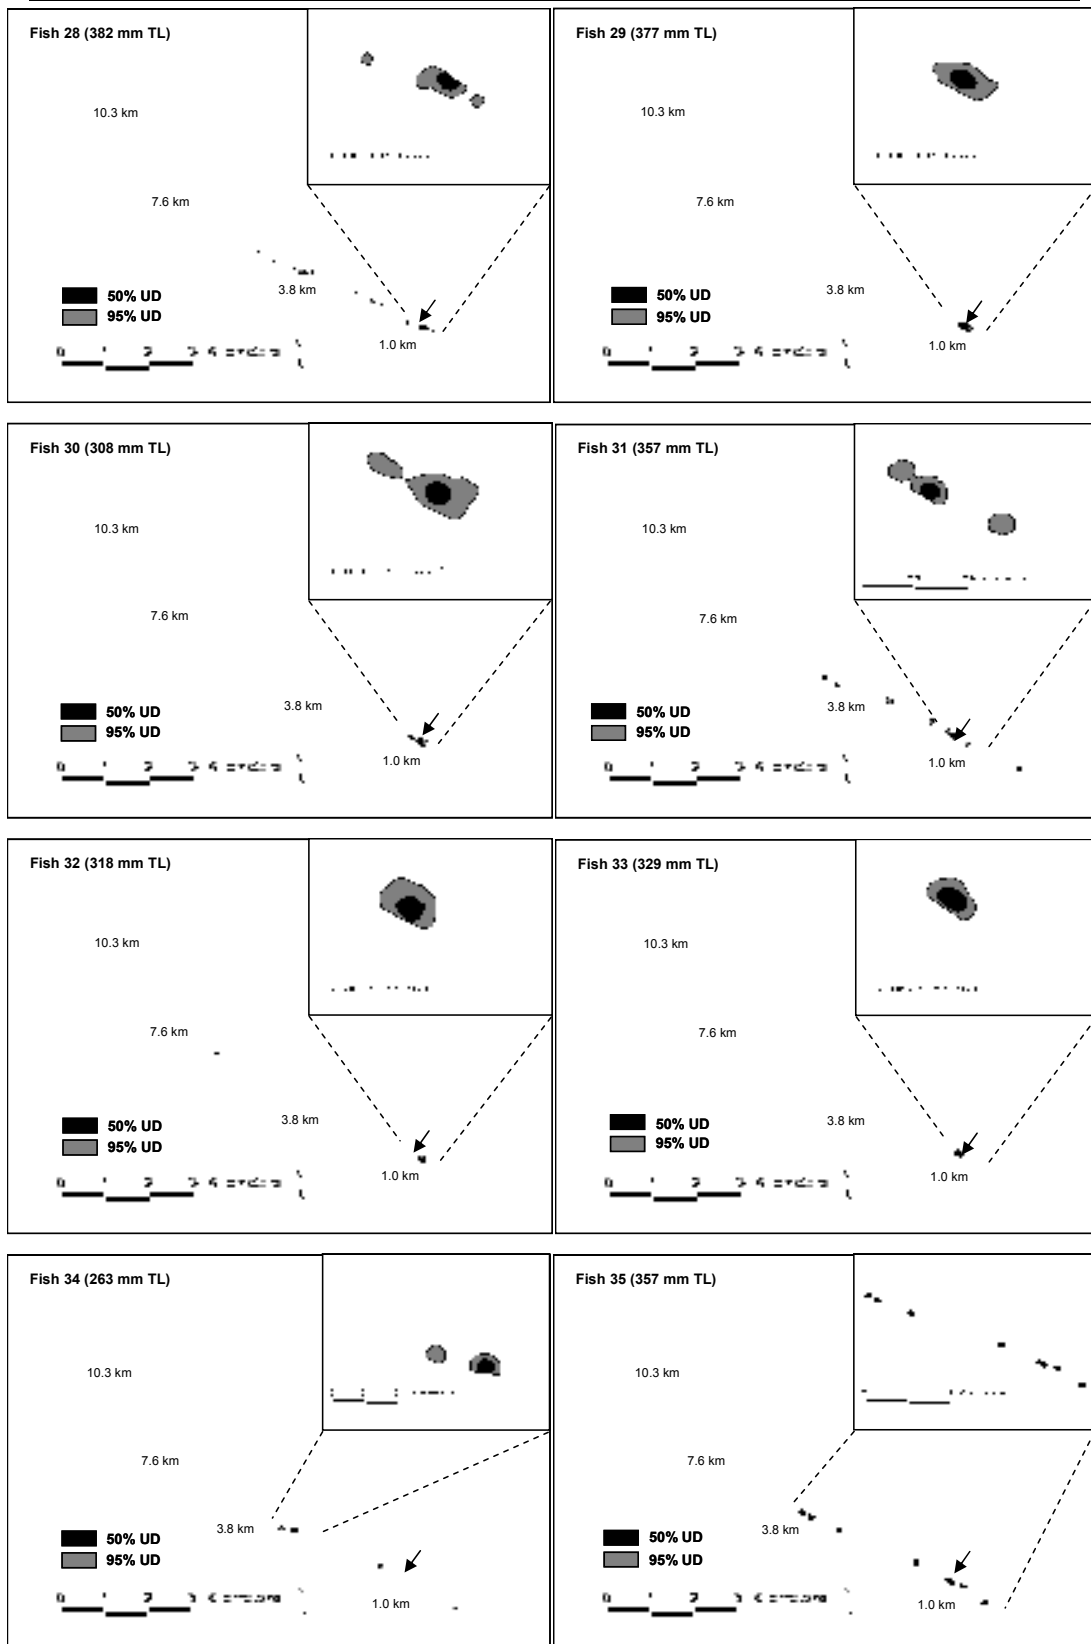 Fish 28 (382 mm TL)
10.3 km
7.6 km
3.8 km
1.0 km
50% UD
95% UD
Fish 29 (377 mm TL)
10.3 km
7.6 km
3.8 km
1.0 km
50% UD
95% UD
Fish 30 (308 mm TL)
10.3 km
7.6 km
3.8 km
1.0 km
50% UD
95% UD
Fish 31 (357 mm TL)
10.3 km
7.6 km
3.8 km
1.0 km
50% UD
95% UD
Fish 32 (318 mm TL)
10.3 km
7.6 km
3.8 km
1.0 km
50% UD
95% UD
Fish 33 (329 mm TL)
10.3 km
7.6 km
3.8 km
1.0 km
50% UD
95% UD
Fish 34 (263 mm TL)
10.3 km
7.6 km
3.8 km
1.0 km
50% UD
95% UD
Fish 35 (357 mm TL)
10.3 km
7.6 km
3.8 km
1.0 km
50% UD
95% UD